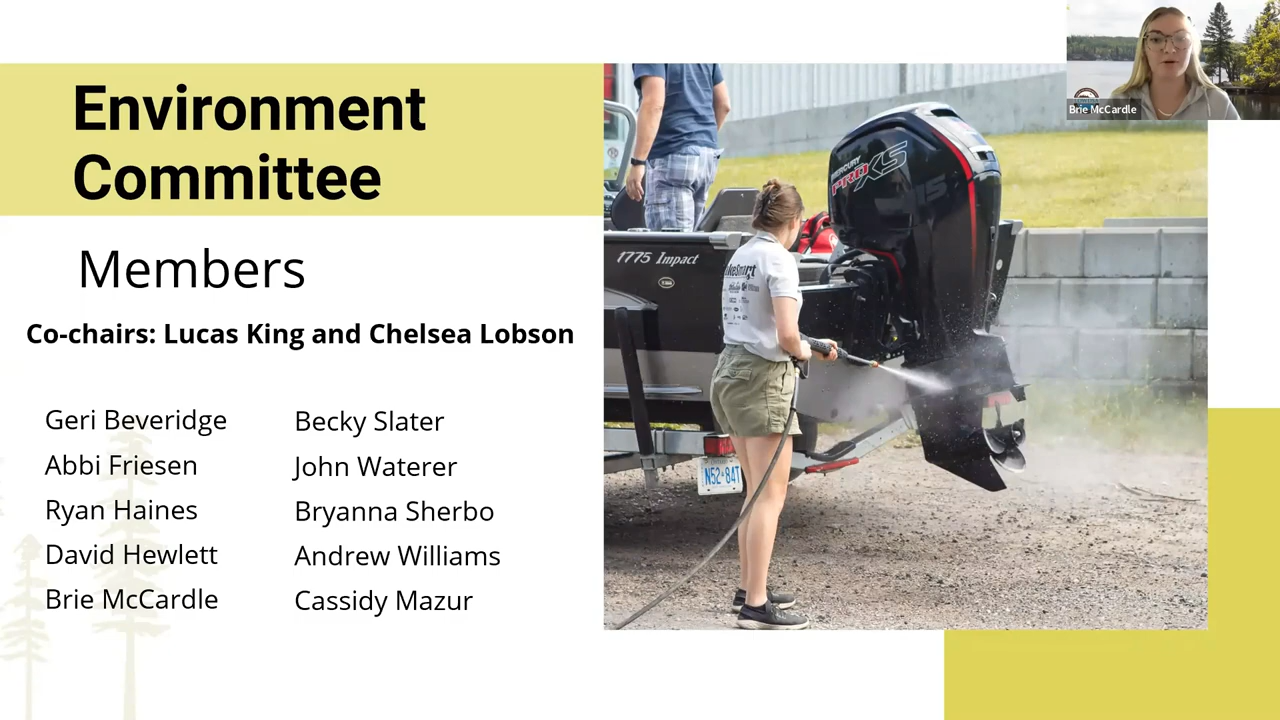 Environment
Committee
Members
Co-chairs: Lucas King and Chelsea Lobson
Geri Beveridge
Abbi Friesen
Ryan Haines
David Hewlett
Brie McCardle
Becky Slater
John Waterer
Bryanna Sherbo
Andrew Williams
Cassidy Mazur
Brie McCardle
MERCURY
PRO XS
1775 Impact